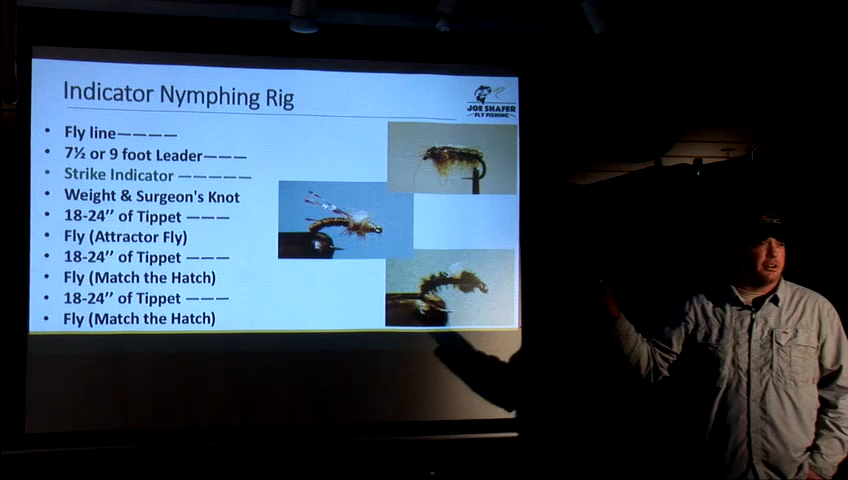 Indicator Nymphing Rig
JOE SHAFER
FLY FISHING
• Fly line————
• 7½ or 9 foot Leader———
• Strike Indicator —————
• Weight & Surgeon's Knot
• 18-24’’ of Tippet ———
• Fly (Attractor Fly)
• 18-24’’ of Tippet ———
• Fly (Match the Hatch)
• 18-24’’ of Tippet ———
• Fly (Match the Hatch)